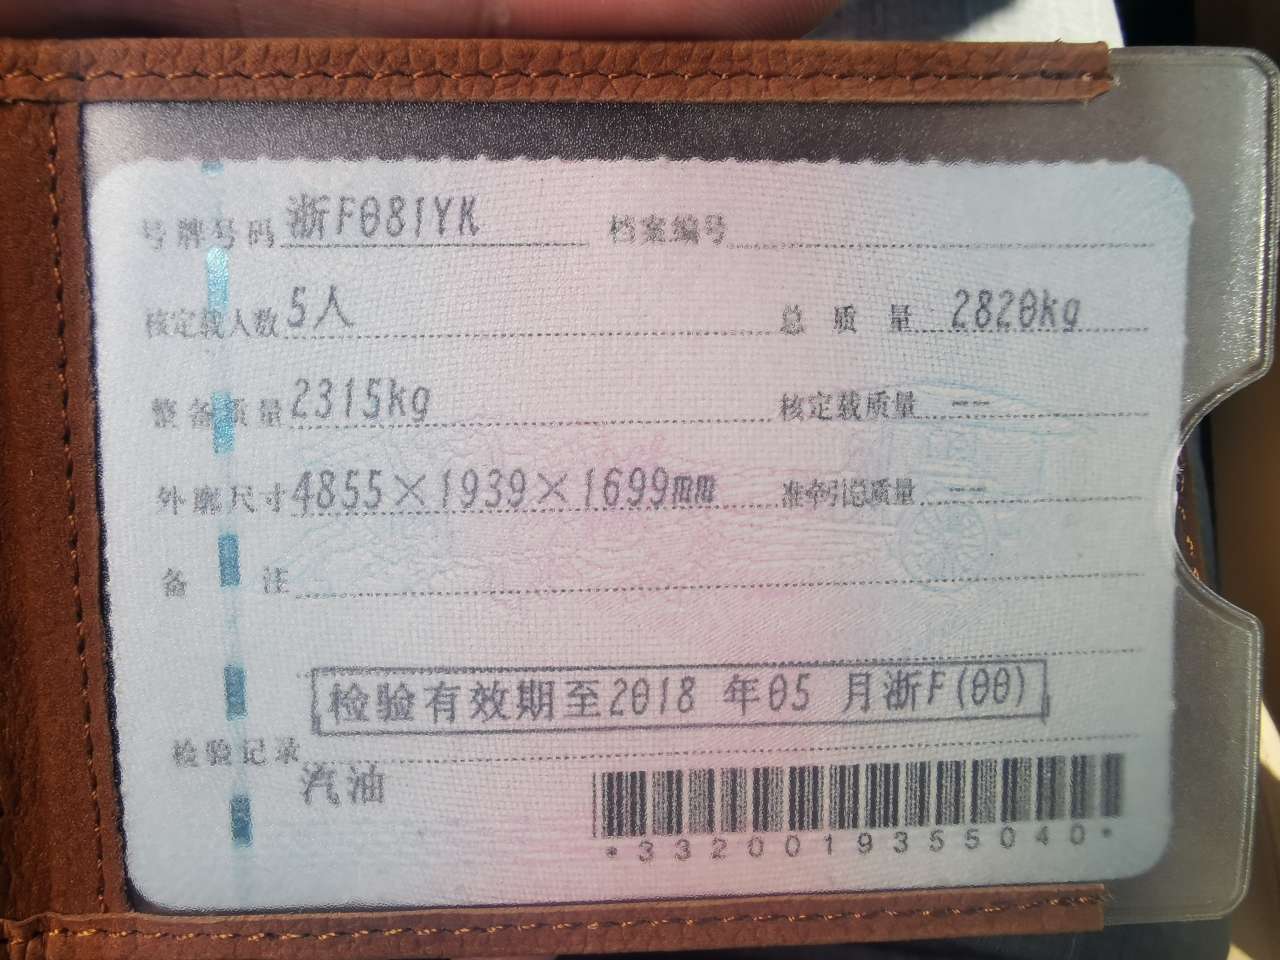 号牌号码 浙F081YK 档案编号
核定载人数 5人 总质量 2820kg
整备质量 2315kg 核定载质量 --
外廓尺寸 4855×1939×1699mm 准牵引总质量 --
备注
检验有效期至2018 年05 月浙F(00)
检验记录
汽油
*3320019355040*